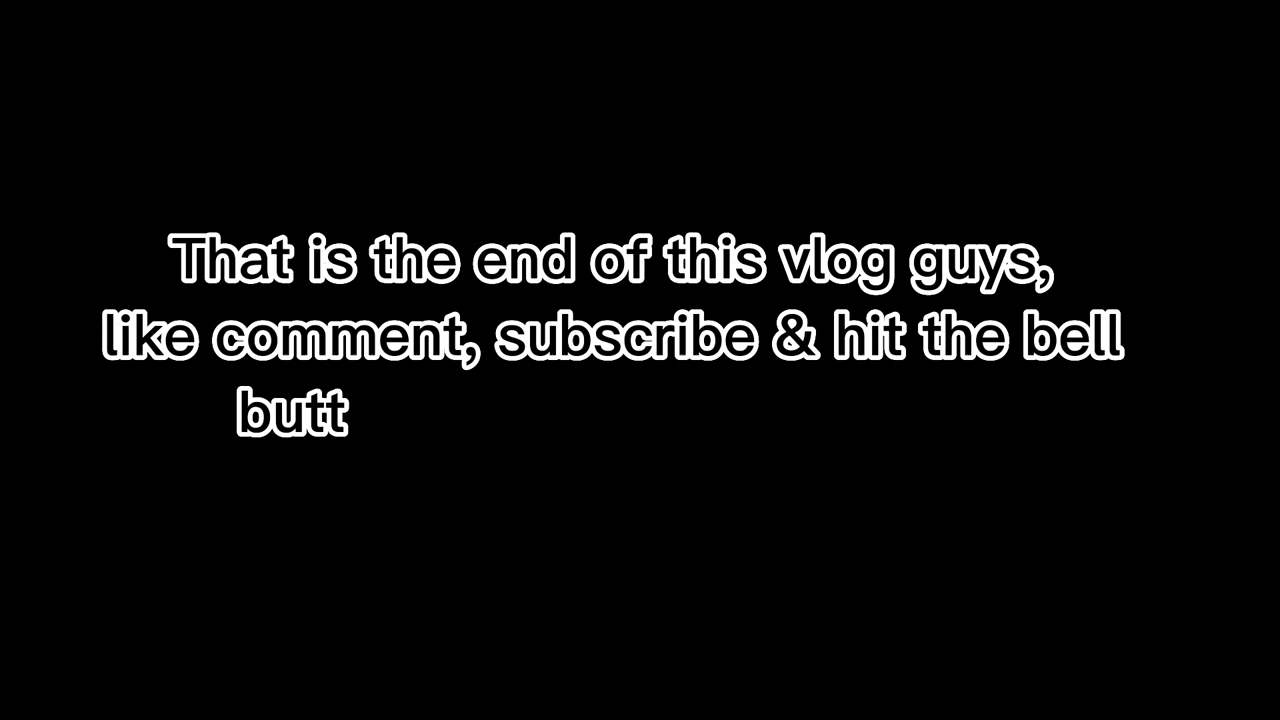 That is the end of this vlog guys,
like comment, subscribe & hit the bell
butt